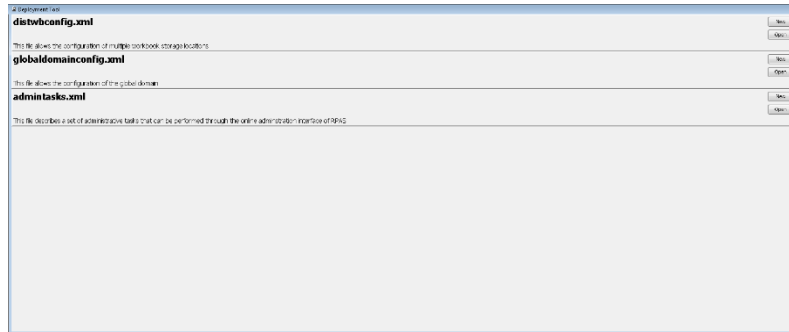 Deployment Tool
distwbconfig.xml
New
Open
This file allows the configuration of multiple workbook storage locations
globaldomainconfig.xml
New
Open
This file allows the configuration of the global domain
admintasks.xml
New
Open
This file describes a set of administrative tasks that can be performed through the online administration interface of RPAS